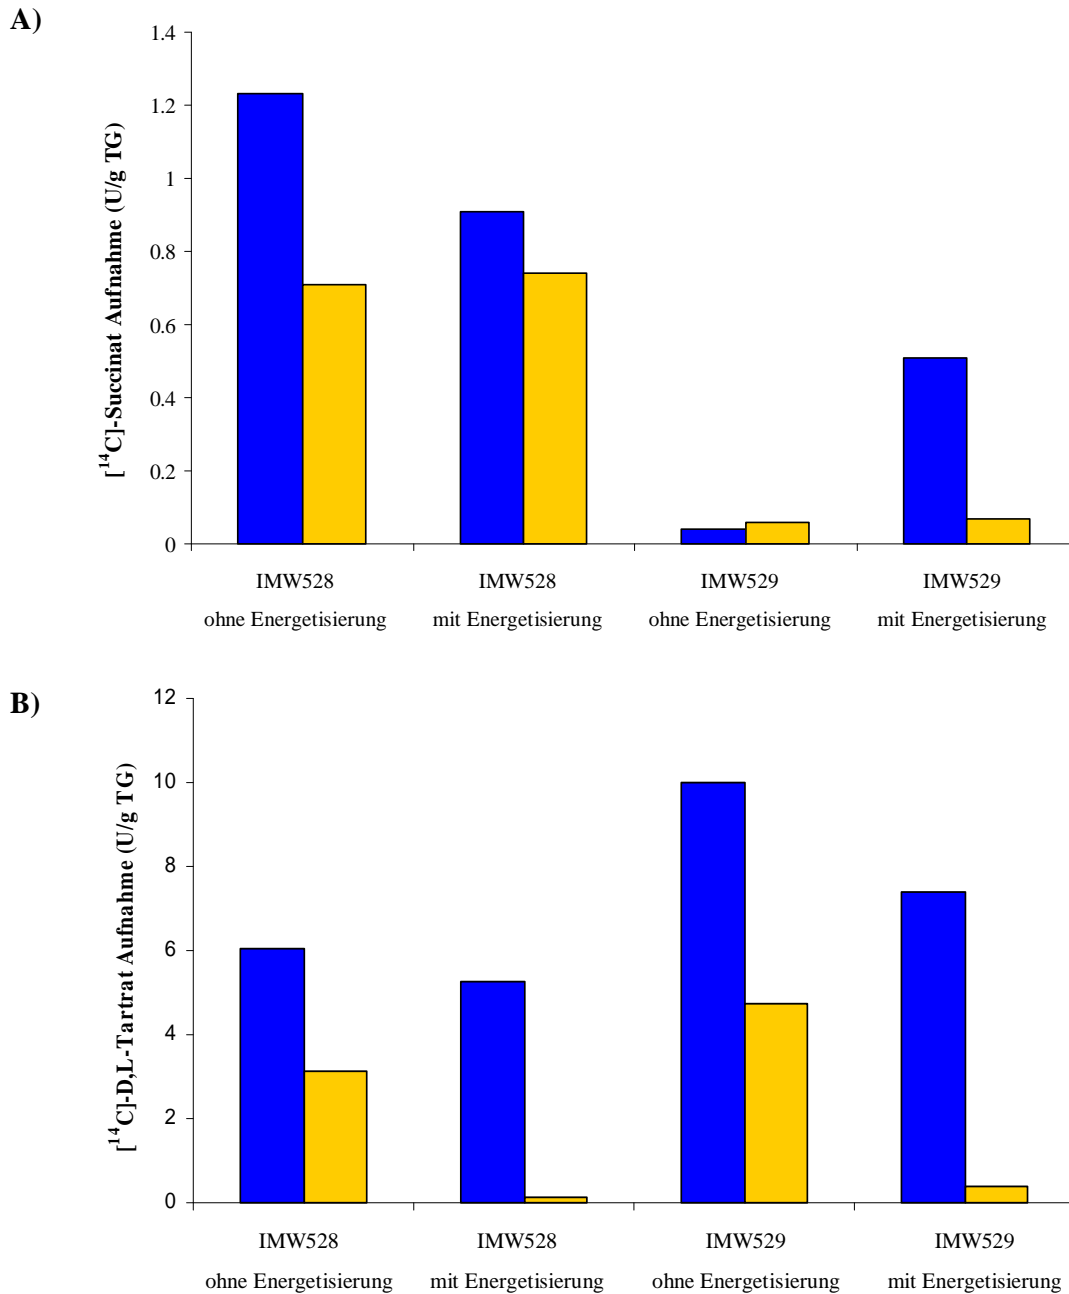 A)
[14C]-Succinat Aufnahme (U/g TG)
1.4
1.2
1
0.8
0.6
0.4
0.2
0
IMW528 IMW528 IMW529 IMW529
ohne Energetisierung mit Energetisierung ohne Energetisierung mit Energetisierung
B)
[14C]-D,L-Tartrat Aufnahme (U/g TG)
12
10
8
6
4
2
0
IMW528 IMW528 IMW529 IMW529
ohne Energetisierung mit Energetisierung ohne Energetisierung mit Energetisierung